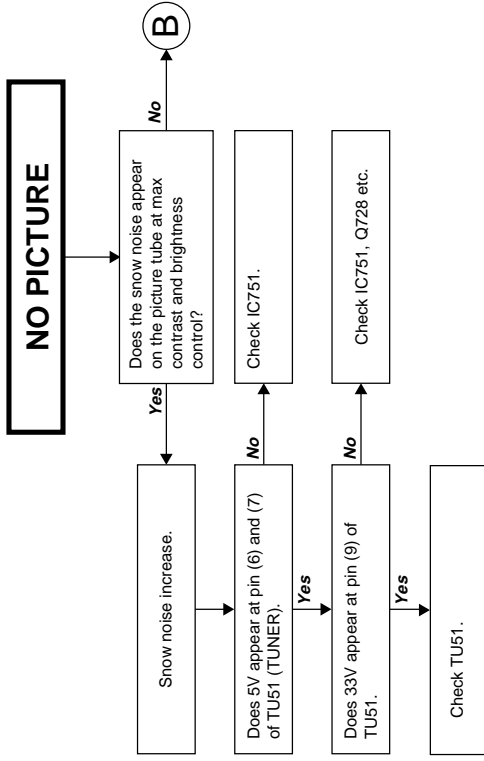 NO PICTURE
Does the snow noise appear
on the picture tube at max
contrast and brightness
control?
No
B
Yes
Snow noise increase.
Does 5V appear at pin (6) and (7)
of TU51 (TUNER).
No
Check IC751.
Yes
Does 33V appear at pin (9) of
TU51.
No
Check IC751, Q728 etc.
Yes
Check TU51.